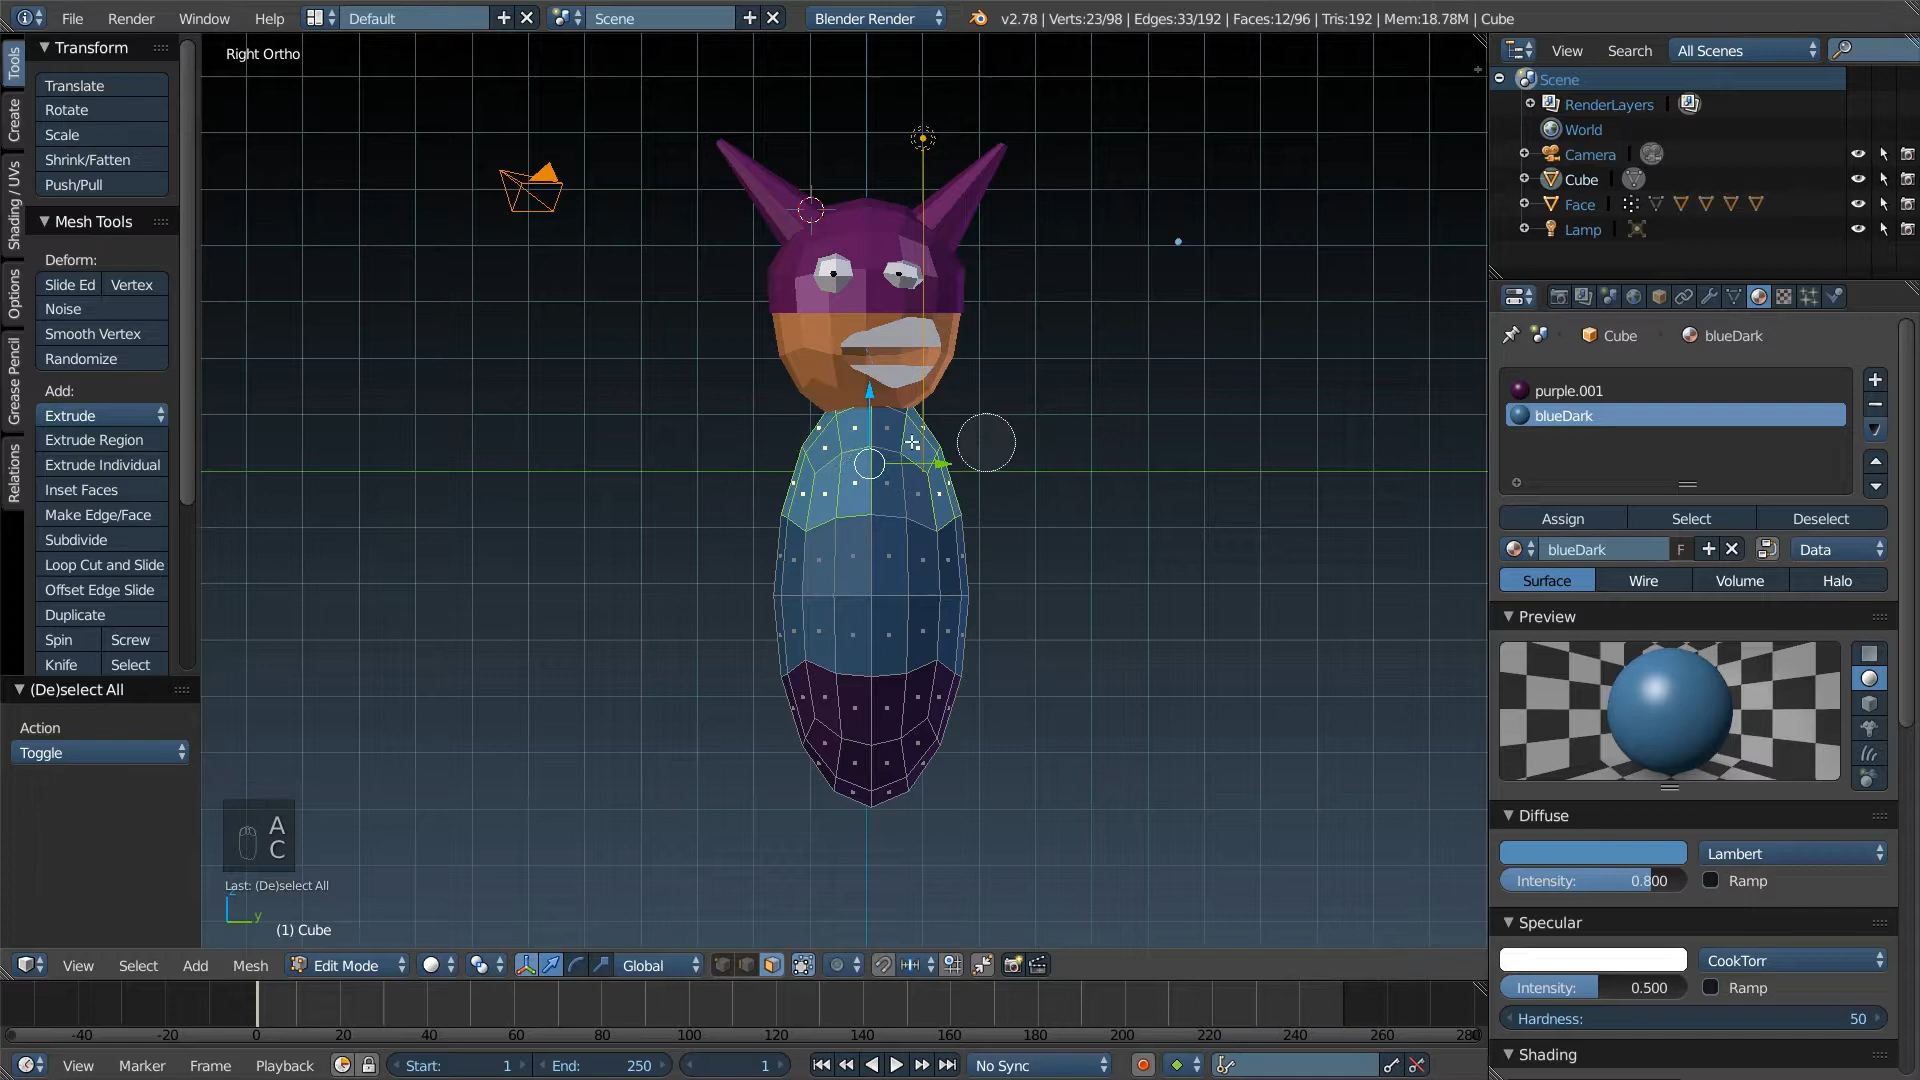 File Render Window Help Default Scene Blender Render v2.78 | Verts:23/98 | Edges:33/192 | Faces:12/96 | Tris:192 | Mem:18.78M | Cube
Tools
Create
Shading / UVs
Options
Grease Pencil
Relations
Transform
Translate
Rotate
Scale
Shrink/Fatten
Push/Pull
Mesh Tools
Deform:
Slide Ed Vertex
Noise
Smooth Vertex
Randomize
Add:
Extrude
Extrude Region
Extrude Individual
Inset Faces
Make Edge/Face
Subdivide
Loop Cut and Slide
Offset Edge Slide
Duplicate
Spin Screw
Knife Select
(De)select All
Action
Toggle
Right Ortho
A
C
Last: (De)select All
z
y
(1) Cube
View Select Add Mesh Edit Mode Global
-40 -20 0 20 40 60 80 100 120 140 160 180 200 220 240 260 280
View Marker Frame Playback Start: 1 End: 250 1 No Sync
View Search All Scenes
Scene
RenderLayers
World
Camera
Cube
Face
Lamp
Cube blueDark
purple.001
blueDark
Assign Select Deselect
blueDark F Data
Surface Wire Volume Halo
Preview
Diffuse
Lambert
Intensity: 0.800 Ramp
Specular
CookTorr
Intensity: 0.500 Ramp
Hardness: 50
Shading